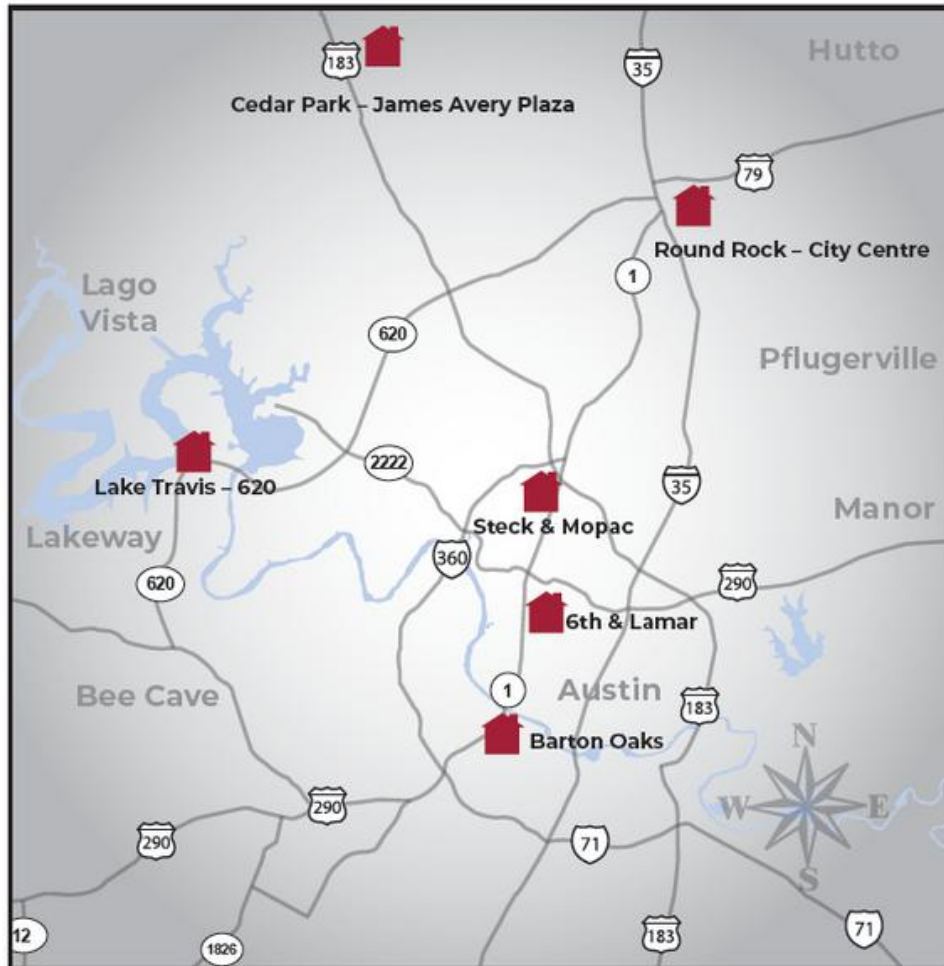 Hutto
183
35
Cedar Park – James Avery Plaza
79
Round Rock – City Centre
1
Lago
Vista
620
Pflugerville
2222
Lake Travis – 620
35
Steck & Mopac
Manor
Lakeway
360
620
290
6th & Lamar
Bee Cave
1
Austin
183
Barton Oaks
N
W
E
S
290
290
71
12
1826
183
71